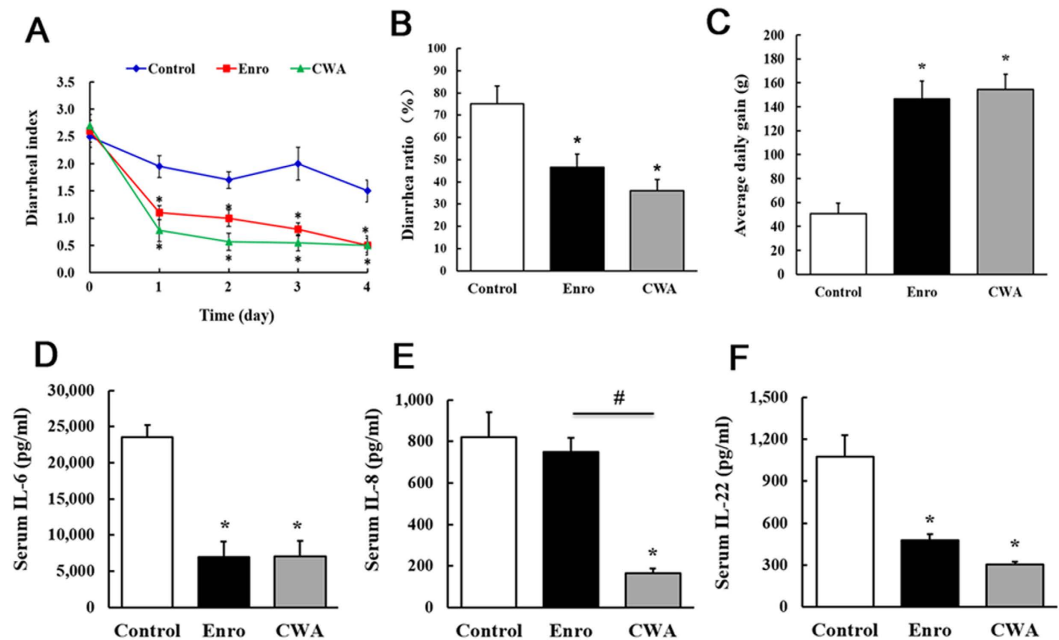 A
Control Enro CWA
Diarrheal index
3.5
3.0
2.5
2.0
1.5
1.0
0.5
0.0
* * * *
* * * *
0 1 2 3 4
Time (day)
B
Diarrhea ratio (%)
100
90
80
70
60
50
40
30
20
10
0
* *
Control Enro CWA
C
Average daily gain (g)
200
180
160
140
120
100
80
60
40
20
0
* *
Control Enro CWA
D
Serum IL-6 (pg/ml)
30,000
25,000
20,000
15,000
10,000
5,000
0
* *
Control Enro CWA
E
Serum IL-8 (pg/ml)
1,000
800
600
400
200
0
#
*
Control Enro CWA
F
Serum IL-22 (pg/ml)
1,500
1,200
900
600
300
0
* *
Control Enro CWA